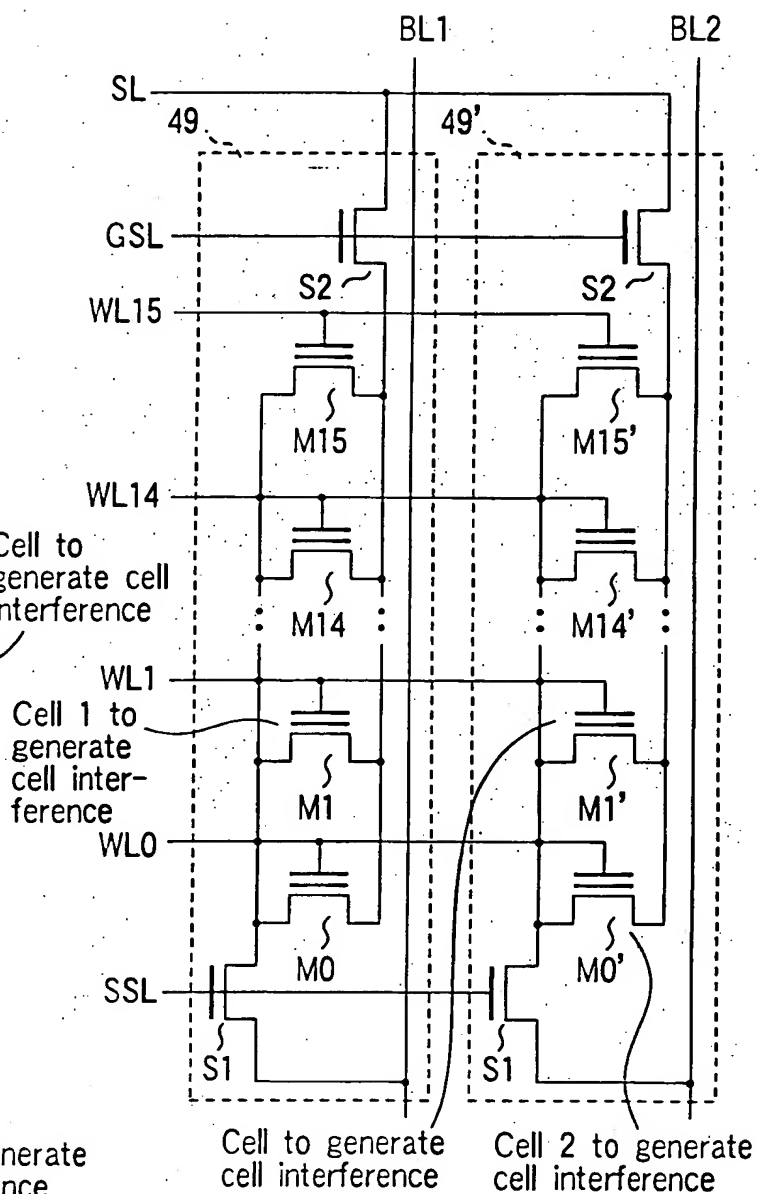 BL1
BL2
SL
49
49'
GSL
S2
S2
WL15
M15
M15'
WL14
Cell to
generate cell
interference
M14
M14'
WL1
Cell 1 to
generate
cell inter-
ference
M1
M1'
WL0
M0
M0'
SSL
S1
S1
Cell to generate
cell interference
Cell 2 to generate
cell interference